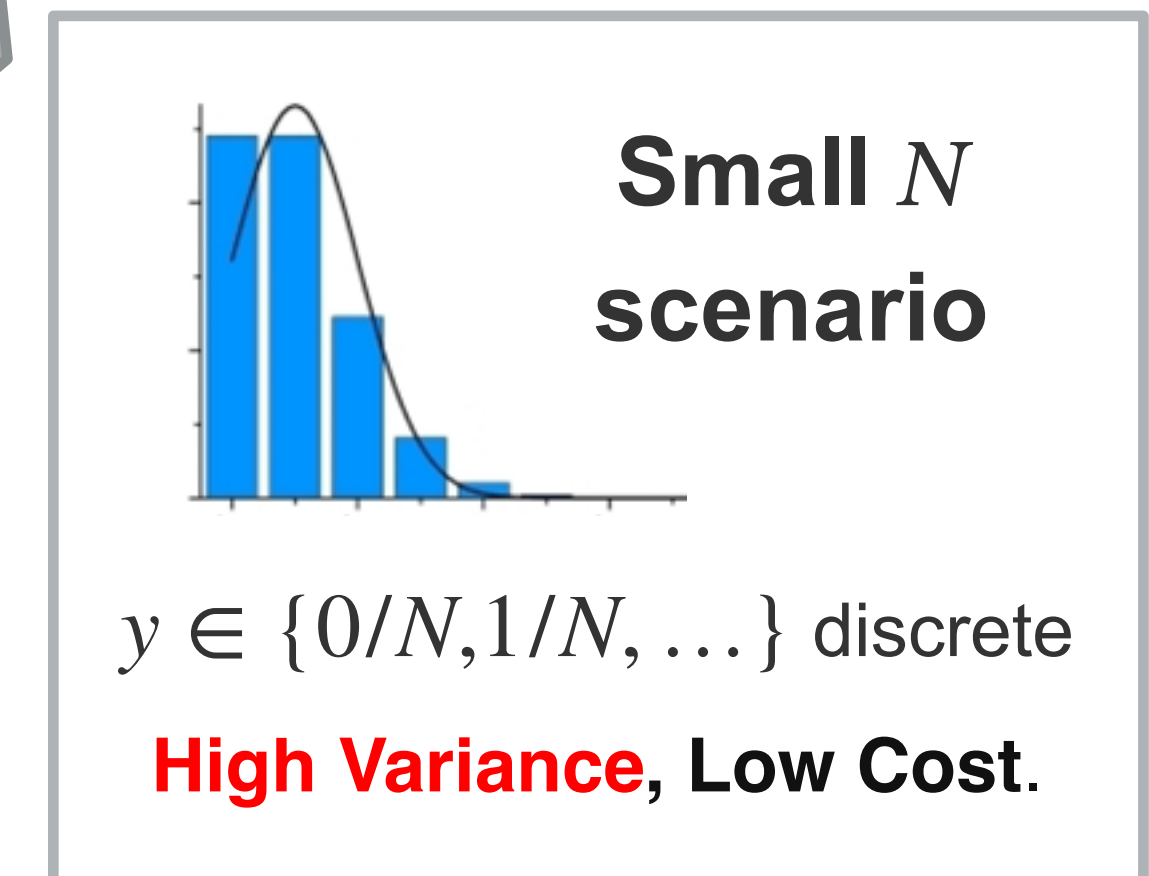 Small N
scenario
y ∈ {0/N,1/N, …} discrete
High Variance, Low Cost.